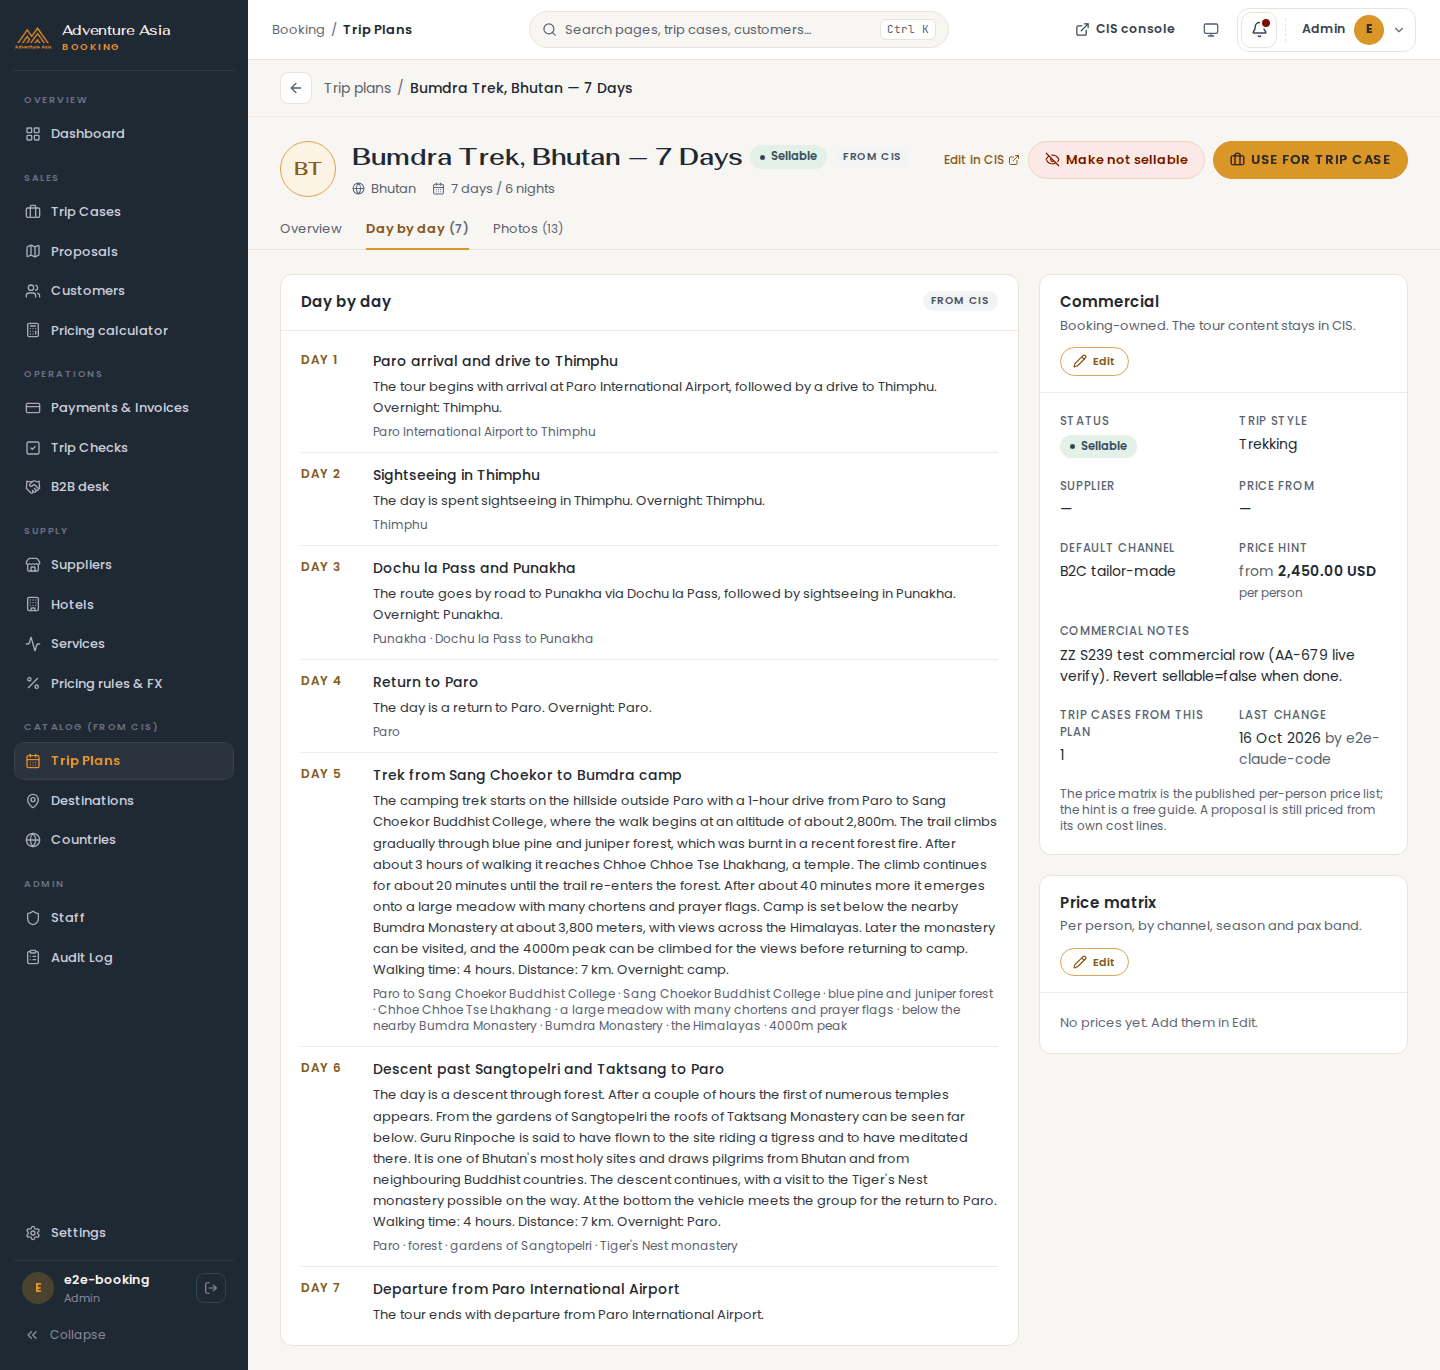 Adventure Asia
BOOKING
OVERVIEW
Dashboard
SALES
Trip Cases
Proposals
Customers
Pricing calculator
OPERATIONS
Payments & Invoices
Trip Checks
B2B desk
SUPPLY
Suppliers
Hotels
Services
Pricing rules & FX
CATALOG (FROM CIS)
Trip Plans
Destinations
Countries
ADMIN
Staff
Audit Log
Settings
E
e2e-booking
Admin
Collapse
Booking / Trip Plans
Search pages, trip cases, customers...
Ctrl K
CIS console
Admin
E
Trip plans / Bumdra Trek, Bhutan — 7 Days
BT
Bumdra Trek, Bhutan — 7 Days
Sellable
FROM CIS
Edit in CIS
Make not sellable
USE FOR TRIP CASE
Bhutan
7 days / 6 nights
Overview
Day by day (7)
Photos (13)
Day by day
FROM CIS
DAY 1
Paro arrival and drive to Thimphu
The tour begins with arrival at Paro International Airport, followed by a drive to Thimphu.
Overnight: Thimphu.
Paro International Airport to Thimphu
DAY 2
Sightseeing in Thimphu
The day is spent sightseeing in Thimphu. Overnight: Thimphu.
Thimphu
DAY 3
Dochu la Pass and Punakha
The route goes by road to Punakha via Dochu la Pass, followed by sightseeing in Punakha.
Overnight: Punakha.
Punakha · Dochu la Pass to Punakha
DAY 4
Return to Paro
The day is a return to Paro. Overnight: Paro.
Paro
DAY 5
Trek from Sang Choekor to Bumdra camp
The camping trek starts on the hillside outside Paro with a 1-hour drive from Paro to Sang
Choekor Buddhist College, where the walk begins at an altitude of about 2,800m. The trail climbs
gradually through blue pine and juniper forest, which was burnt in a recent forest fire. After
about 3 hours of walking it reaches Chhoe Chhoe Tse Lhakhang, a temple. The climb continues
for about 20 minutes until the trail re-enters the forest. After about 40 minutes more it emerges
onto a large meadow with many chortens and prayer flags. Camp is set below the nearby
Bumdra Monastery at about 3,800 meters, with views across the Himalayas. Later the monastery
can be visited, and the 4000m peak can be climbed for the views before returning to camp.
Walking time: 4 hours. Distance: 7 km. Overnight: camp.
Paro to Sang Choekor Buddhist College · Sang Choekor Buddhist College · blue pine and juniper forest
· Chhoe Chhoe Tse Lhakhang · a large meadow with many chortens and prayer flags · below the
nearby Bumdra Monastery · Bumdra Monastery · the Himalayas · 4000m peak
DAY 6
Descent past Sangtopelri and Taktsang to Paro
The day is a descent through forest. After a couple of hours the first of numerous temples
appears. From the gardens of Sangtopelri the roofs of Taktsang Monastery can be seen far
below. Guru Rinpoche is said to have flown to the site riding a tigress and to have meditated
there. It is one of Bhutan's most holy sites and draws pilgrims from Bhutan and from
neighbouring Buddhist countries. The descent continues, with a visit to the Tiger's Nest
monastery possible on the way. At the bottom the vehicle meets the group for the return to Paro.
Walking time: 4 hours. Distance: 7 km. Overnight: Paro.
Paro · forest · gardens of Sangtopelri · Tiger's Nest monastery
DAY 7
Departure from Paro International Airport
The tour ends with departure from Paro International Airport.
Commercial
Booking-owned. The tour content stays in CIS.
Edit
STATUS
Sellable
TRIP STYLE
Trekking
SUPPLIER
—
PRICE FROM
—
DEFAULT CHANNEL
B2C tailor-made
PRICE HINT
from 2,450.00 USD
per person
COMMERCIAL NOTES
ZZ S239 test commercial row (AA-679 live
verify). Revert sellable=false when done.
TRIP CASES FROM THIS
PLAN
1
LAST CHANGE
16 Oct 2026 by e2e-
claude-code
The price matrix is the published per-person price list;
the hint is a free guide. A proposal is still priced from
its own cost lines.
Price matrix
Per person, by channel, season and pax band.
Edit
No prices yet. Add them in Edit.